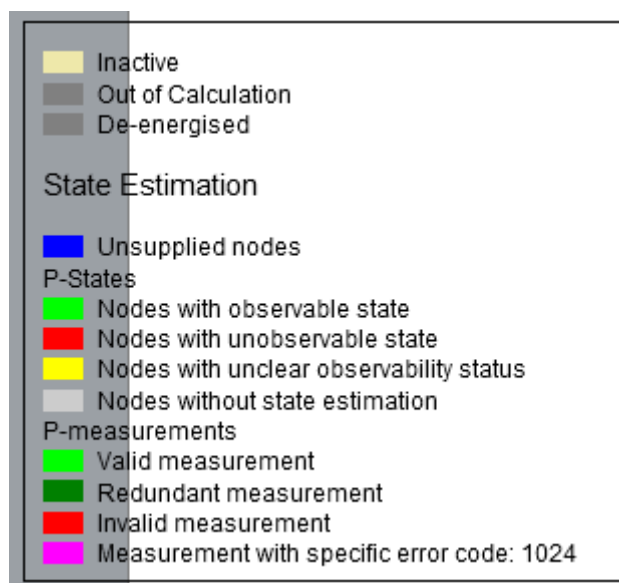 Inactive
Out of Calculation
De-energised
State Estimation
Unsupplied nodes
P-States
Nodes with observable state
Nodes with unobservable state
Nodes with unclear observability status
Nodes without state estimation
P-measurements
Valid measurement
Redundant measurement
Invalid measurement
Measurement with specific error code: 1024